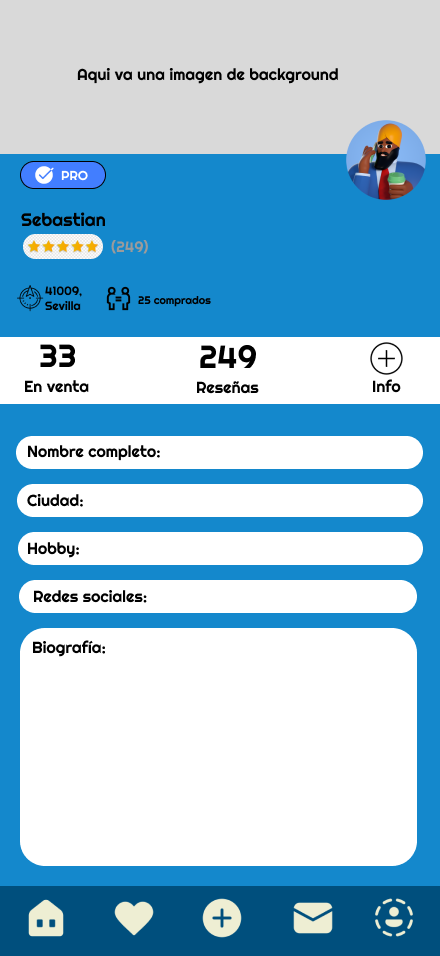 Aqui va una imagen de background
PRO
Sebastian
(249)
41009,
Sevilla
25 comprados
33
En venta
249
Reseñas
Info
Nombre completo:
Ciudad:
Hobby:
Redes sociales:
Biografía: